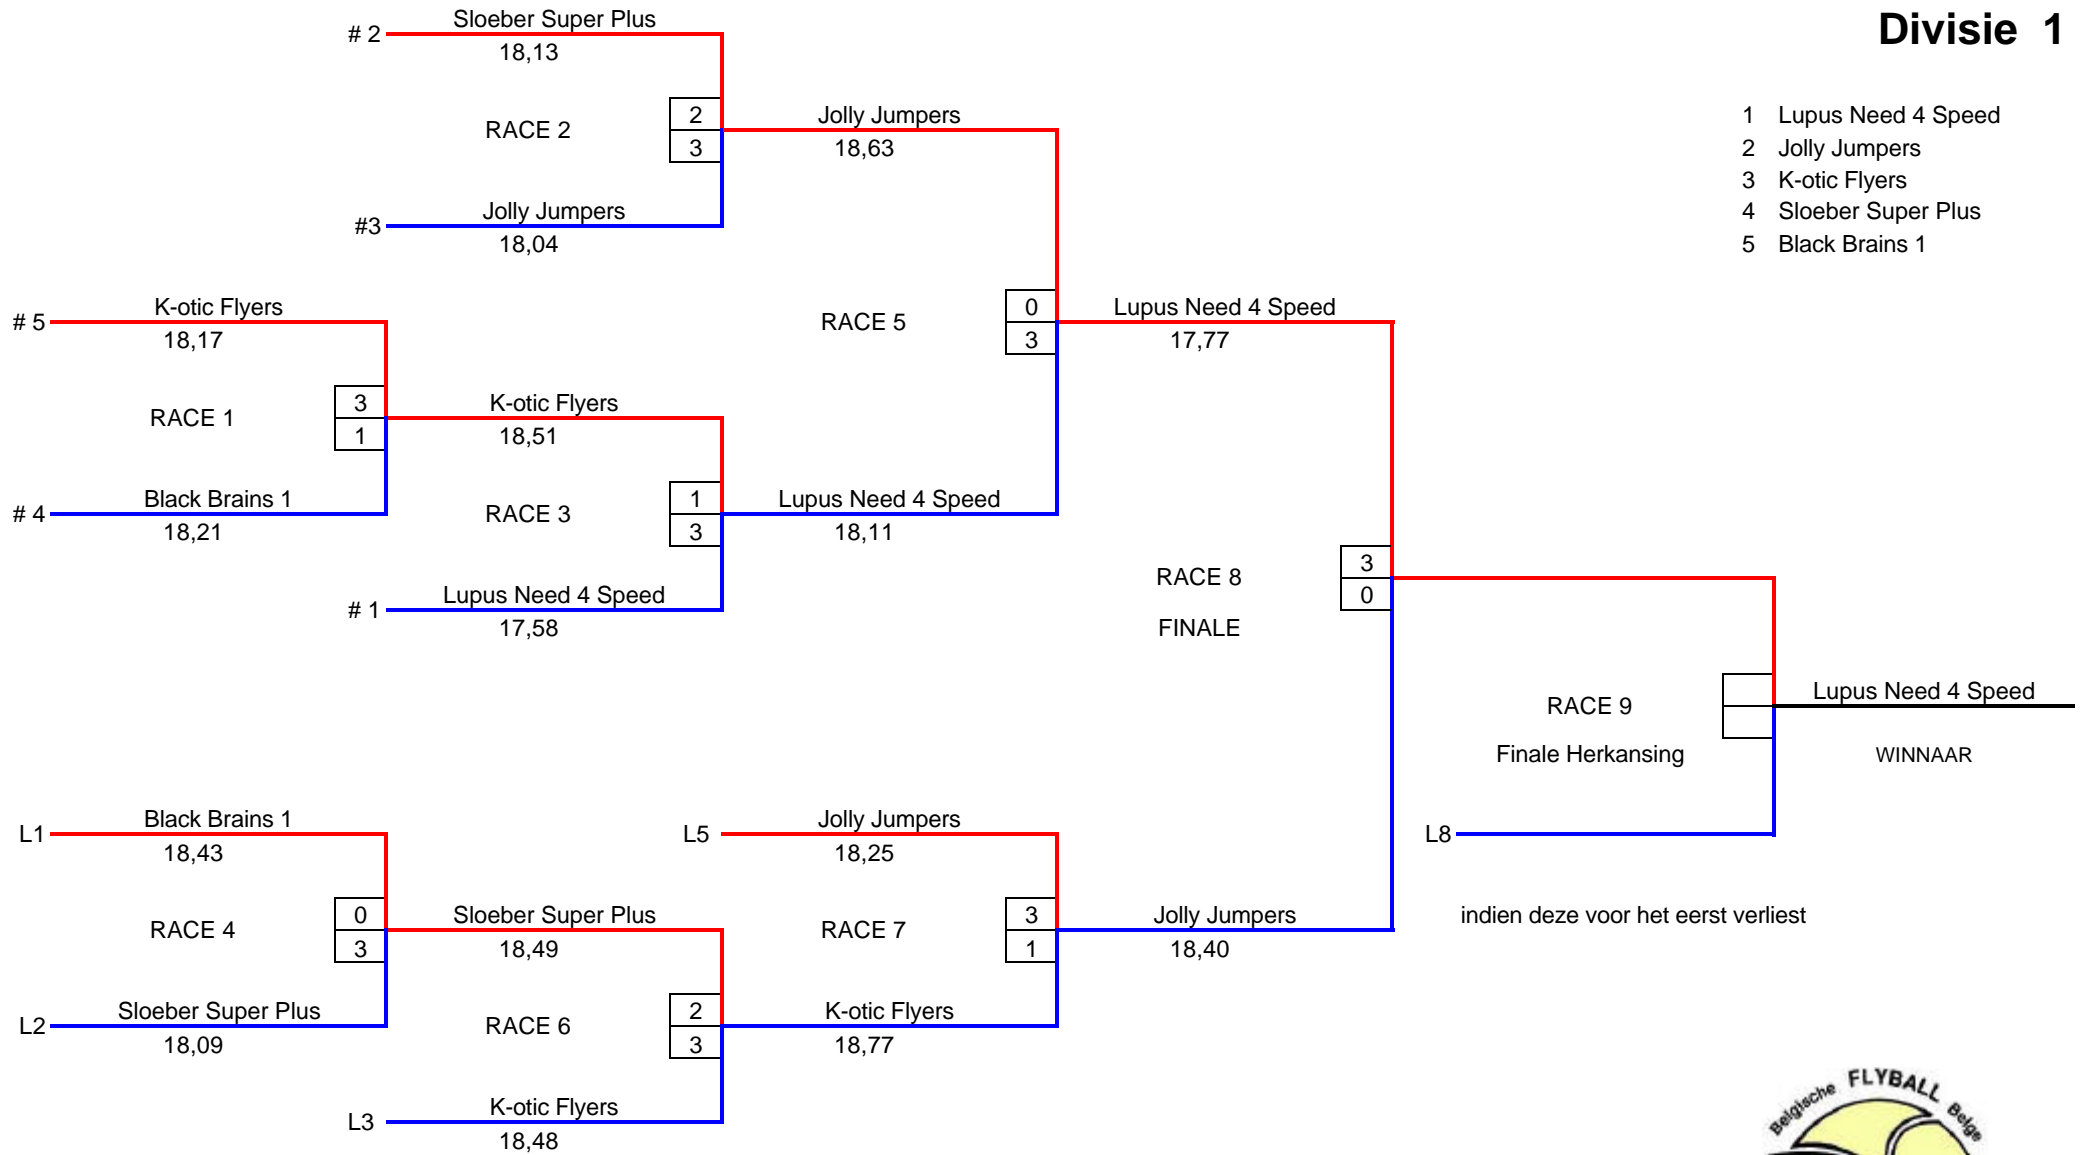 Divisie 1
1 Lupus Need 4 Speed
2 Jolly Jumpers
3 K-otic Flyers
4 Sloeber Super Plus
5 Black Brains 1
# 2 Sloeber Super Plus
18,13
RACE 2
2
3
#3 Jolly Jumpers
18,04
Jolly Jumpers
18,63
# 5 K-otic Flyers
18,17
RACE 1
3
1
# 4 Black Brains 1
18,21
K-otic Flyers
18,51
RACE 3
1
3
# 1 Lupus Need 4 Speed
17,58
RACE 5
0
3
Lupus Need 4 Speed
18,11
Lupus Need 4 Speed
17,77
RACE 8
FINALE
3
0
RACE 9
Finale Herkansing
Lupus Need 4 Speed
WINNAAR
L8
indien deze voor het eerst verliest
L1 Black Brains 1
18,43
RACE 4
0
3
L2 Sloeber Super Plus
18,09
Sloeber Super Plus
18,49
RACE 6
2
3
L3 K-otic Flyers
18,48
L5 Jolly Jumpers
18,25
RACE 7
3
1
K-otic Flyers
18,77
Jolly Jumpers
18,40
Belgische FLYBALL Belge